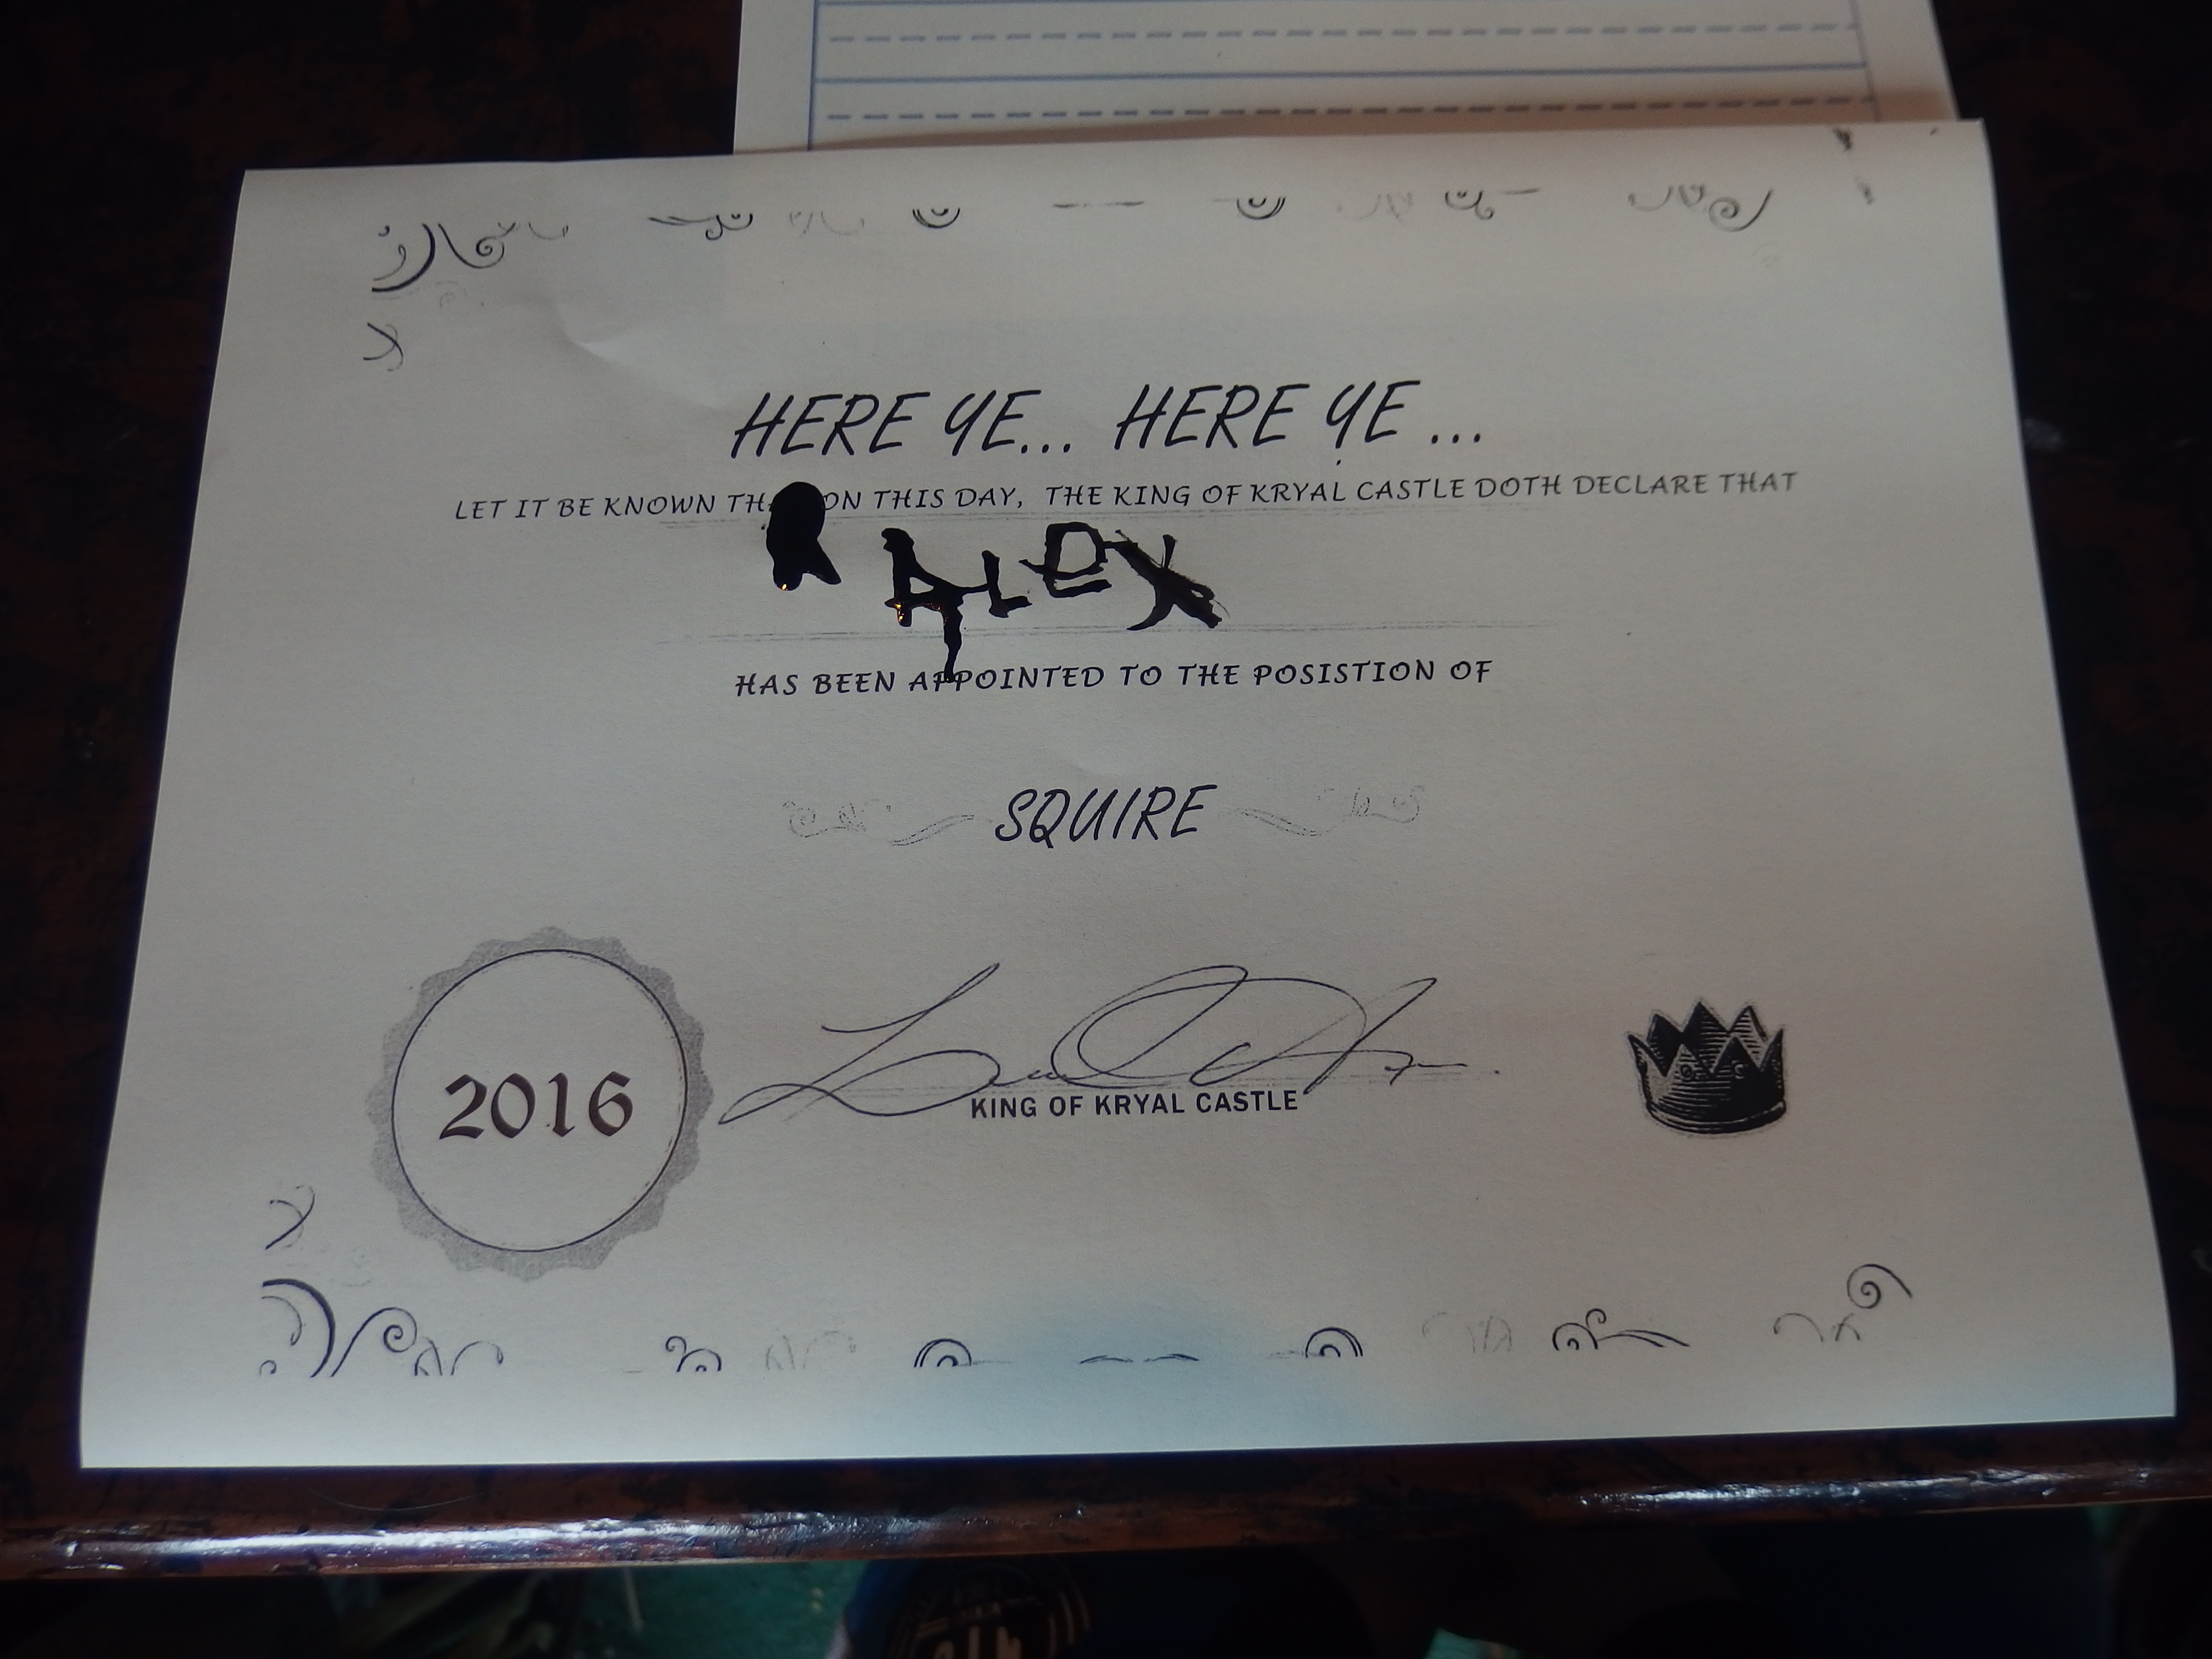 HERE YE... HERE YE ...
LET IT BE KNOWN THAT ON THIS DAY, THE KING OF KRYAL CASTLE DOTH DECLARE THAT
ALEX
HAS BEEN APPOINTED TO THE POSISTION OF
SQUIRE
2016
KING OF KRYAL CASTLE